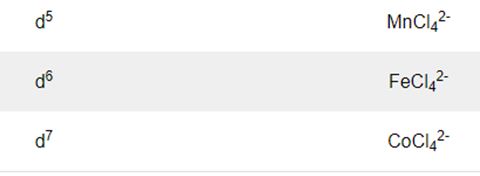 d⁵ MnCl₄²⁻
d⁶ FeCl₄²⁻
d⁷ CoCl₄²⁻